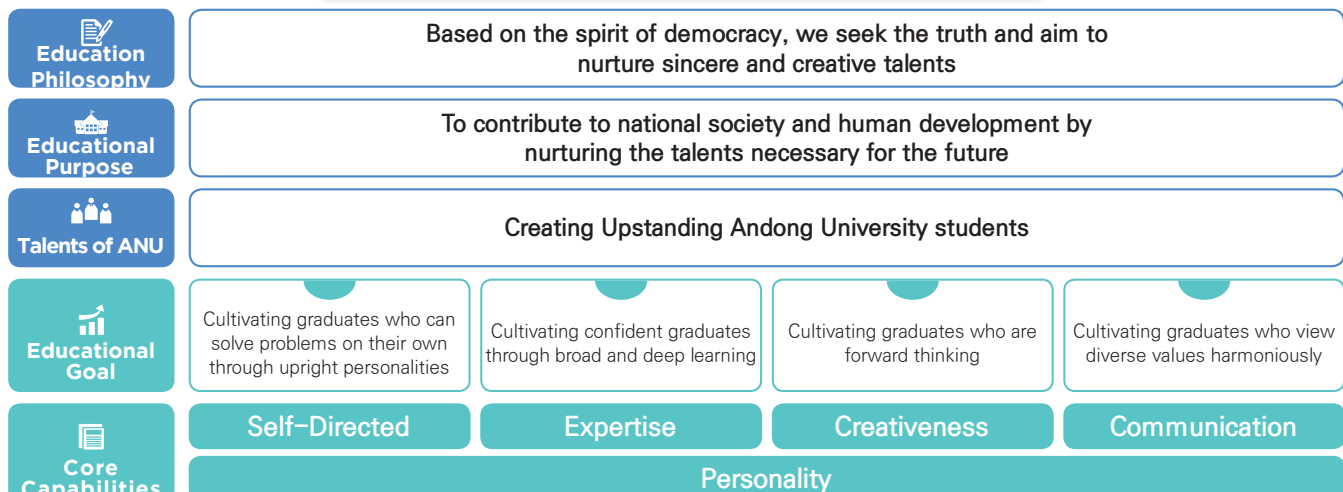 Education
Philosophy
Based on the spirit of democracy, we seek the truth and aim to
nurture sincere and creative talents
Educational
Purpose
To contribute to national society and human development by
nurturing the talents necessary for the future
Talents of ANU
Creating Upstanding Andong University students
Educational
Goal
Cultivating graduates who can
solve problems on their own
through upright personalities
Cultivating confident graduates
through broad and deep learning
Cultivating graduates who are
forward thinking
Cultivating graduates who view
diverse values harmoniously
Core
Capabilities
Self-Directed
Expertise
Creativeness
Communication
Personality